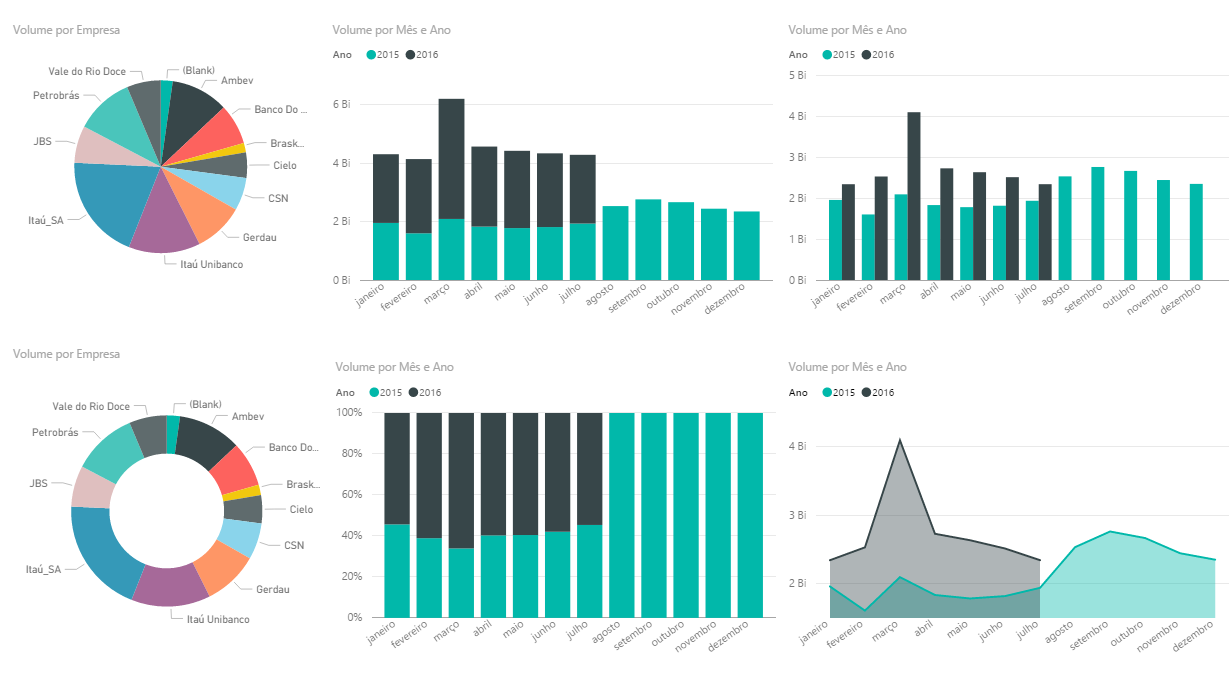 Volume por Empresa
(Blank)
Ambev
Banco Do ...
Brask...
Cielo
CSN
Gerdau
Itaú Unibanco
Itaú_SA
JBS
Petrobrás
Vale do Rio Doce
Volume por Mês e Ano
Ano 2015 2016
6 Bi
4 Bi
2 Bi
0 Bi
janeiro
fevereiro
março
abril
maio
junho
julho
agosto
setembro
outubro
novembro
dezembro
Volume por Mês e Ano
Ano 2015 2016
5 Bi
4 Bi
3 Bi
2 Bi
1 Bi
0 Bi
janeiro
fevereiro
março
abril
maio
junho
julho
agosto
setembro
outubro
novembro
dezembro
Volume por Empresa
(Blank)
Ambev
Banco Do...
Brask...
Cielo
CSN
Gerdau
Itaú Unibanco
Itaú_SA
JBS
Petrobrás
Vale do Rio Doce
Volume por Mês e Ano
Ano 2015 2016
100%
80%
60%
40%
20%
0%
janeiro
fevereiro
março
abril
maio
junho
julho
agosto
setembro
outubro
novembro
dezembro
Volume por Mês e Ano
Ano 2015 2016
4 Bi
3 Bi
2 Bi
janeiro
fevereiro
março
abril
maio
junho
julho
agosto
setembro
outubro
novembro
dezembro